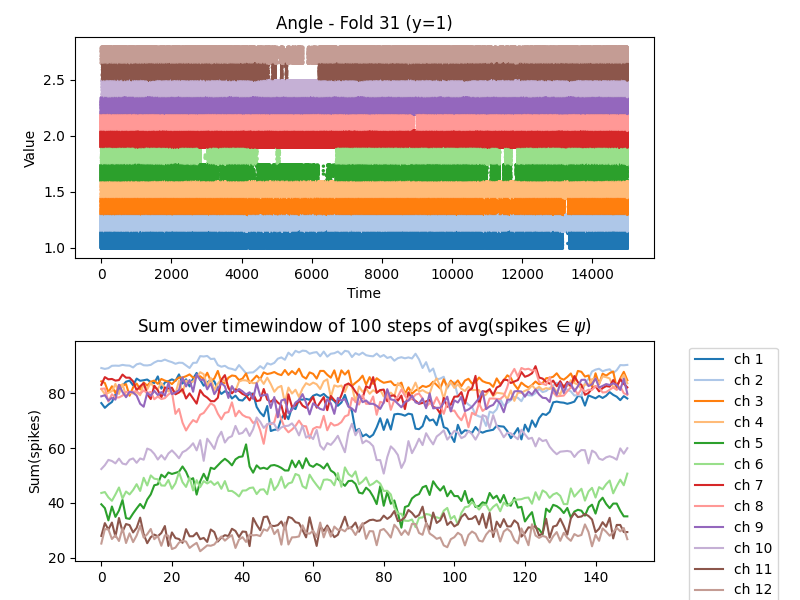 Angle - Fold 31 (y=1)
Value
2.5
2.0
1.5
1.0
0 2000 4000 6000 8000 10000 12000 14000
Time
Sum over timewindow of 100 steps of avg(spikes ∈ ψ)
Sum(spikes)
80
60
40
20
0 20 40 60 80 100 120 140
ch 1
ch 2
ch 3
ch 4
ch 5
ch 6
ch 7
ch 8
ch 9
ch 10
ch 11
ch 12